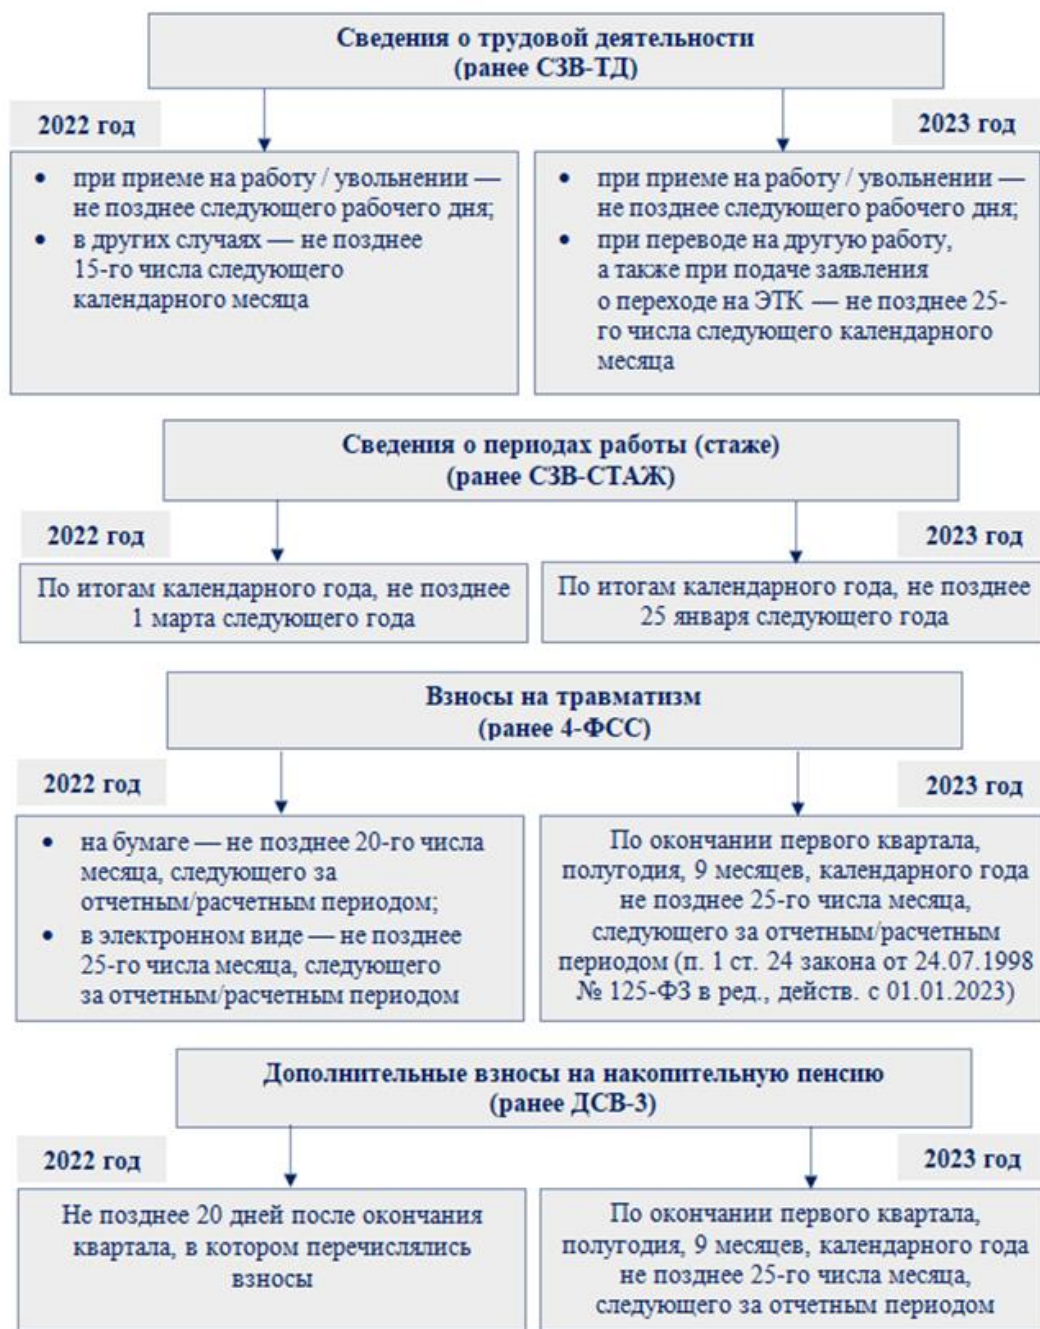 Сведения о трудовой деятельности
(ранее СЗВ-ТД)
2022 год
• при приеме на работу / увольнении —
не позднее следующего рабочего дня;
• в других случаях — не позднее
15-го числа следующего
календарного месяца
2023 год
• при приеме на работу / увольнении —
не позднее следующего рабочего дня;
• при переводе на другую работу,
а также при подаче заявления
о переходе на ЭТК — не позднее 25-
го числа следующего календарного
месяца
Сведения о периодах работы (стаже)
(ранее СЗВ-СТАЖ)
2022 год
По итогам календарного года, не позднее
1 марта следующего года
2023 год
По итогам календарного года, не позднее
25 января следующего года
Взносы на травматизм
(ранее 4-ФСС)
2022 год
• на бумаге — не позднее 20-го числа
месяца, следующего за
отчетным/расчетным периодом;
• в электронном виде — не позднее
25-го числа месяца, следующего
за отчетным/расчетным периодом
2023 год
По окончании первого квартала,
полугодия, 9 месяцев, календарного года
не позднее 25-го числа месяца,
следующего за отчетным/расчетным
периодом (п. 1 ст. 24 закона от 24.07.1998
№ 125-ФЗ в ред., действ. с 01.01.2023)
Дополнительные взносы на накопительную пенсию
(ранее ДСВ-3)
2022 год
Не позднее 20 дней после окончания
квартала, в котором перечислялись
взносы
2023 год
По окончании первого квартала,
полугодия, 9 месяцев, календарного года
не позднее 25-го числа месяца,
следующего за отчетным периодом